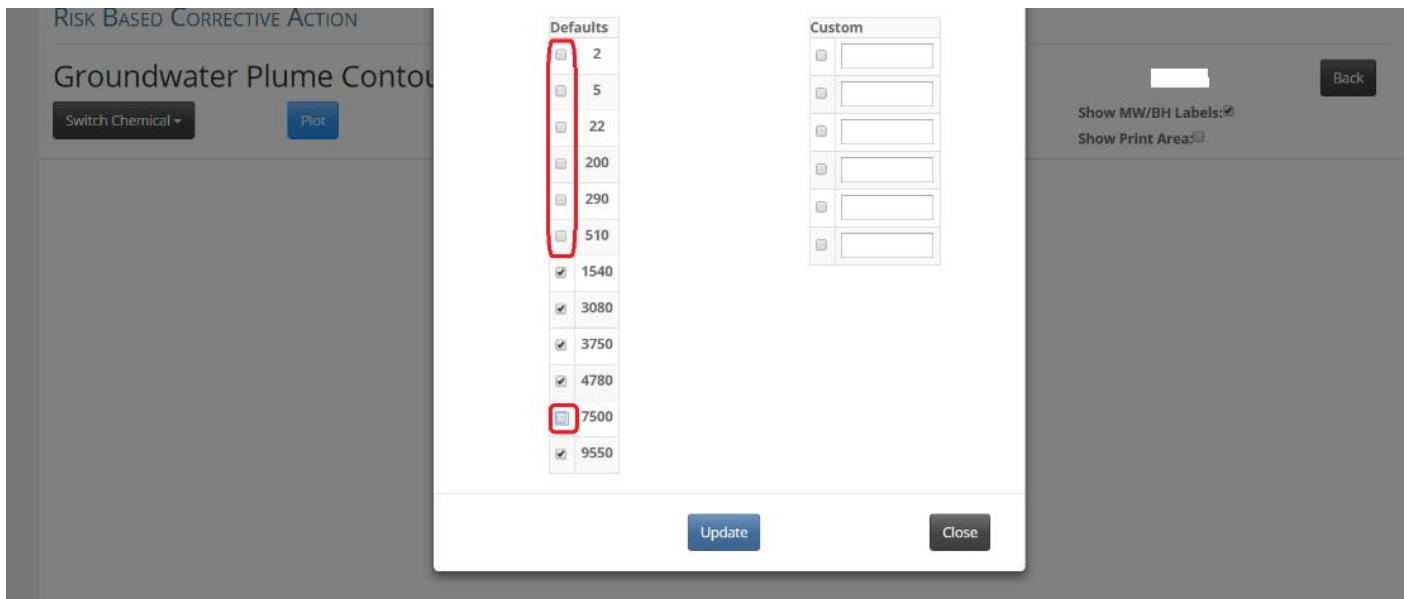 RISK BASED CORRECTIVE ACTION
Groundwater Plume Contou
Switch Chemical
Plot
Defaults
2
5
22
200
290
510
1540
3080
3750
4780
7500
9550
Custom
Update
Close
Back
Show MW/BH Labels:
Show Print Area: